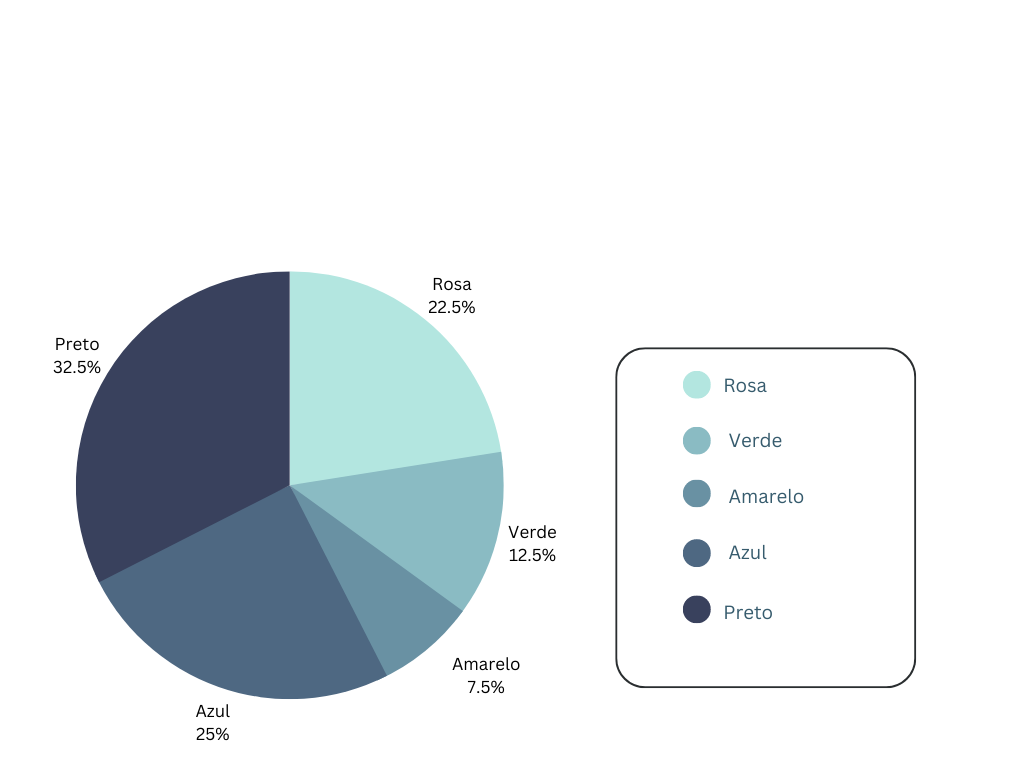 Rosa
22.5%
Preto
32.5%
Verde
12.5%
Amarelo
7.5%
Azul
25%
Rosa
Verde
Amarelo
Azul
Preto